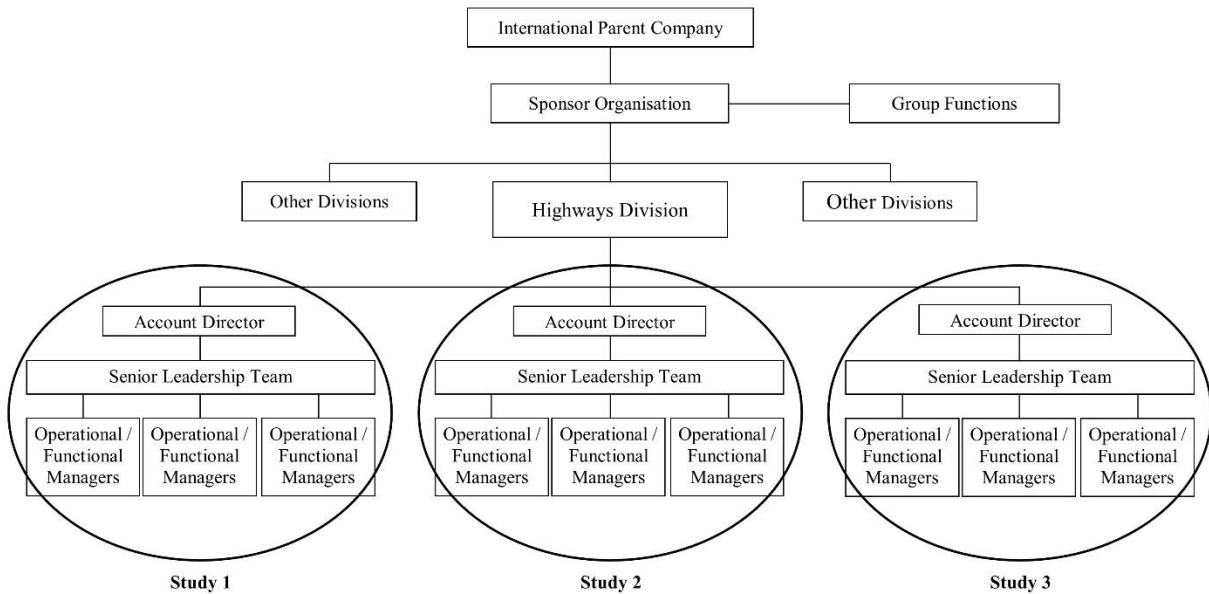 International Parent Company
Sponsor Organisation
Group Functions
Other Divisions
Highways Division
Other Divisions
Account Director
Account Director
Account Director
Senior Leadership Team
Senior Leadership Team
Senior Leadership Team
Operational /
Functional
Managers
Operational /
Functional
Managers
Operational /
Functional
Managers
Operational /
Functional
Managers
Operational /
Functional
Managers
Operational /
Functional
Managers
Operational /
Functional
Managers
Operational /
Functional
Managers
Operational /
Functional
Managers
Study 1
Study 2
Study 3